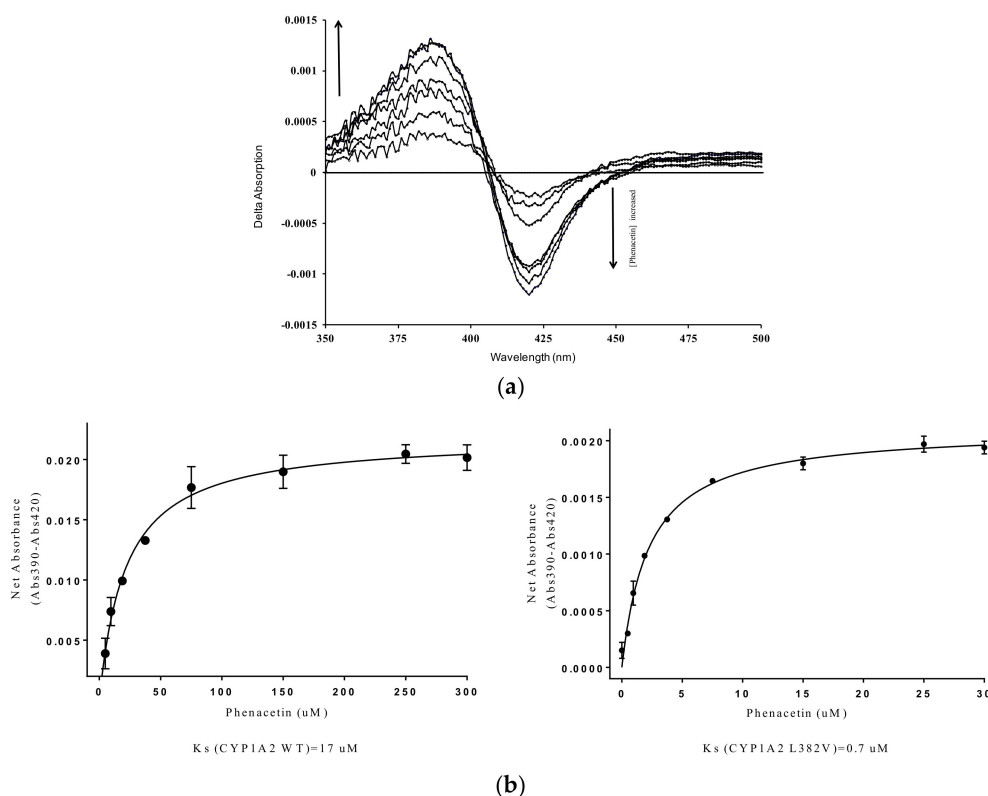 0.0015
0.001
0.0005
0
-0.0005
-0.001
-0.0015
Delta Absorption
[Phenacetin] increased
350 375 400 425 450 475 500
Wavelength (nm)
(a)
0.020
0.015
0.010
0.005
Net Absorbance
(Abs390-Abs420)
0 50 100 150 200 250 300
Phenacetin (uM)
Ks (CYP1A2 WT)=17 uM
0.0020
0.0015
0.0010
0.0005
0.0000
Net Absorbance
(Abs390-Abs420)
0 5 10 15 20 25 30
Phenacetin (uM)
Ks (CYP1A2 L382V)=0.7 uM
(b)